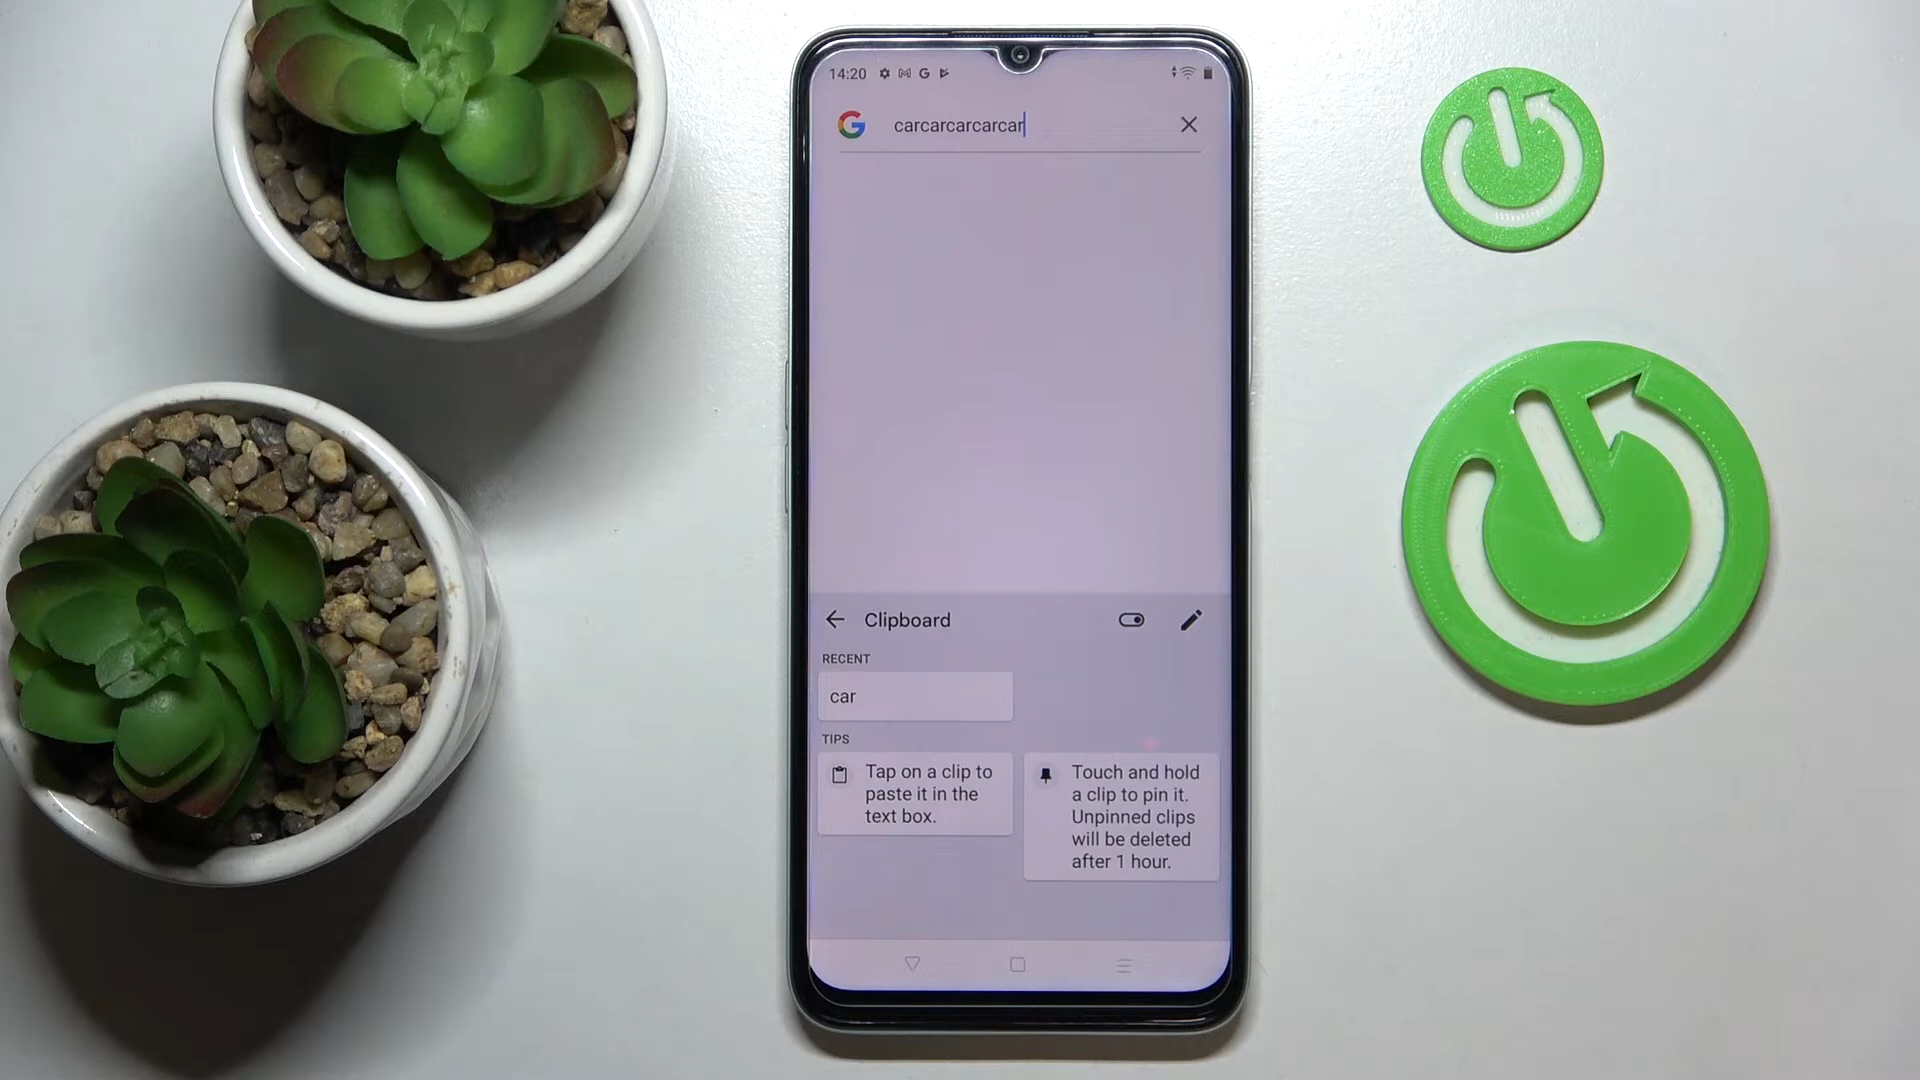 14:20
carcarcarcarcar
Clipboard
RECENT
car
TIPS
Tap on a clip to
paste it in the
text box.
Touch and hold
a clip to pin it.
Unpinned clips
will be deleted
after 1 hour.